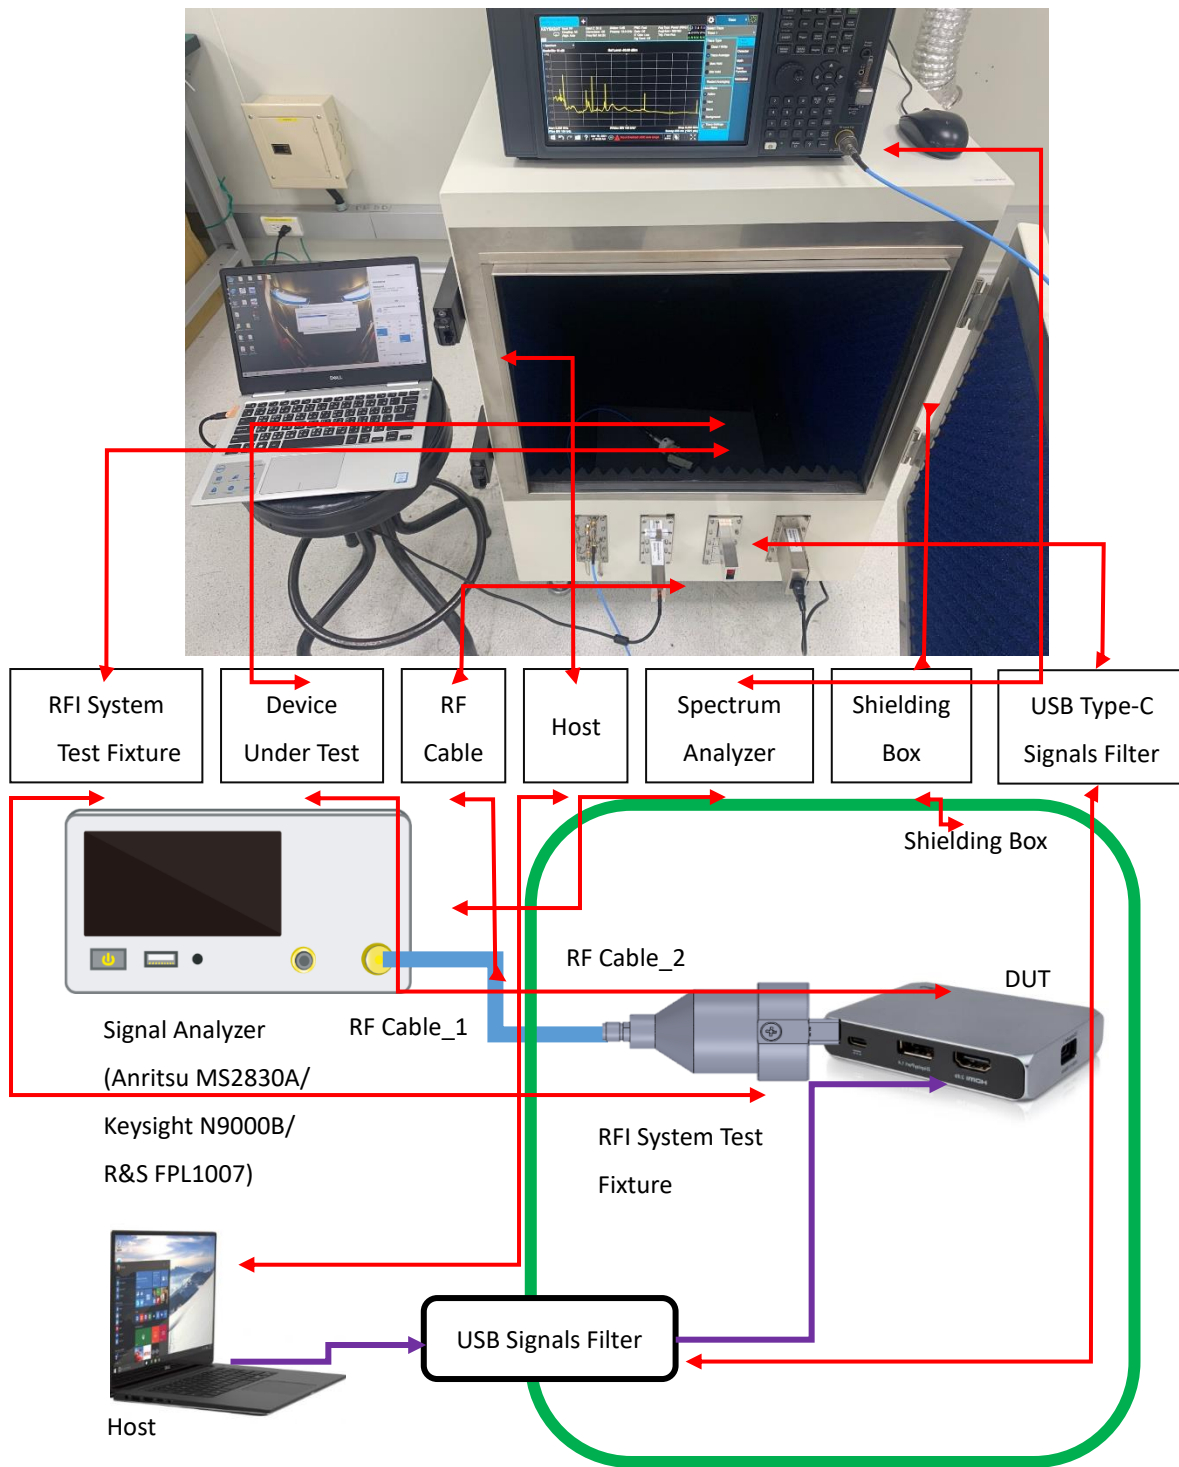 KEYSIGHT
DELL
RFI System
Test Fixture
Device
Under Test
RF
Cable
Host
Spectrum
Analyzer
Shielding
Box
USB Type-C
Signals Filter
Shielding Box
RF Cable_2
DUT
RF Cable_1
Signal Analyzer
(Anritsu MS2830A/
Keysight N9000B/
R&S FPL1007)
RFI System Test
Fixture
USB Signals Filter
Host